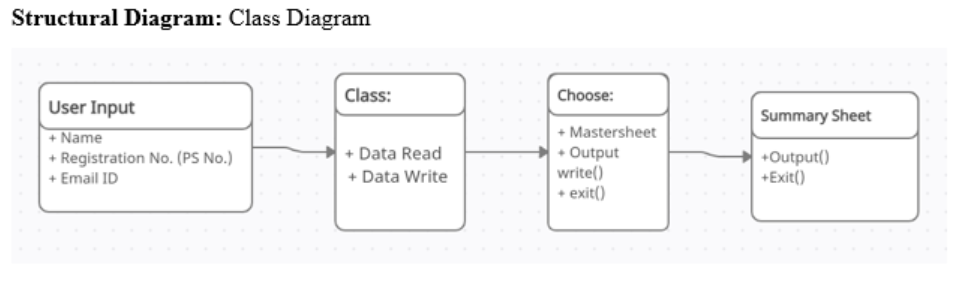 Structural Diagram: Class Diagram
User Input
+ Name
+ Registration No. (PS No.)
+ Email ID
Class:
+ Data Read
+ Data Write
Choose:
+ Mastersheet
+ Output
write()
+ exit()
Summary Sheet
+Output()
+Exit()